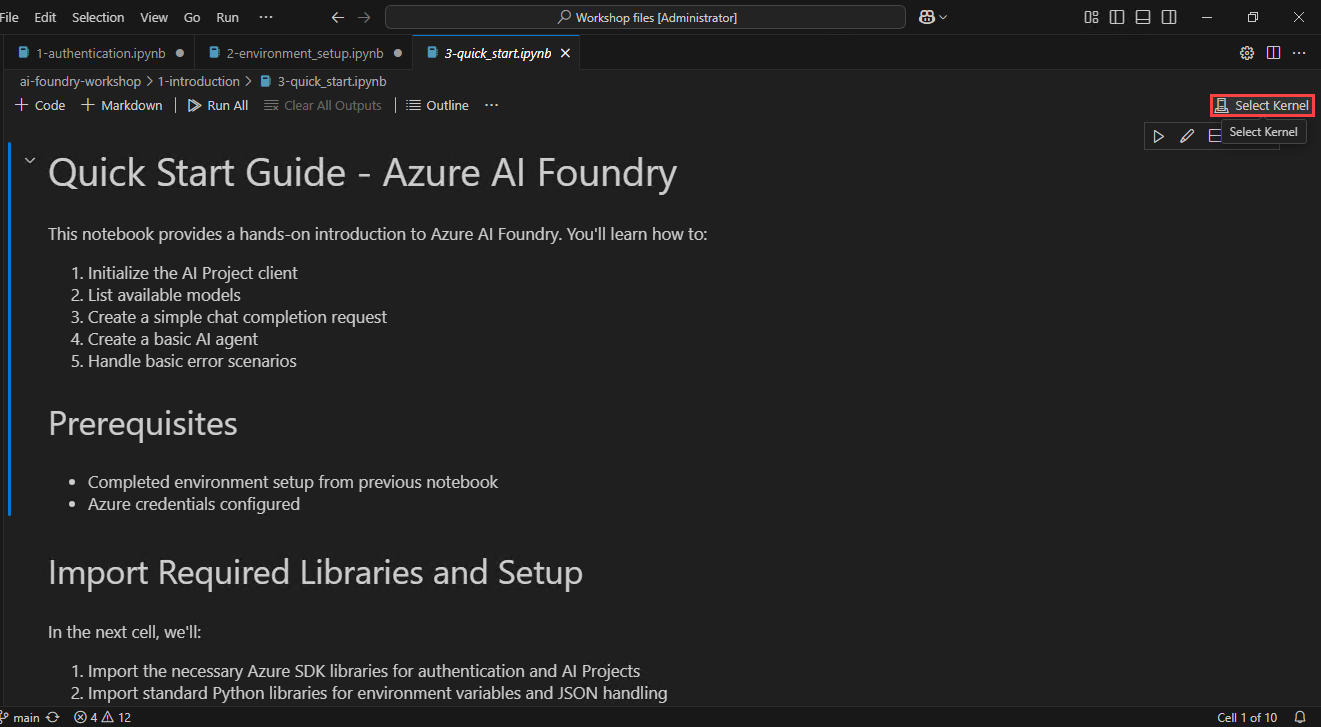 File Edit Selection View Go Run ··· Workshop files [Administrator]
1-authentication.ipynb 2-environment_setup.ipynb 3-quick_start.ipynb
ai-foundry-workshop > 1-introduction > 3-quick_start.ipynb
+ Code + Markdown | Run All Clear All Outputs | Outline ··· Select Kernel
Select Kernel
Quick Start Guide - Azure AI Foundry
This notebook provides a hands-on introduction to Azure AI Foundry. You'll learn how to:
1. Initialize the AI Project client
2. List available models
3. Create a simple chat completion request
4. Create a basic AI agent
5. Handle basic error scenarios
Prerequisites
• Completed environment setup from previous notebook
• Azure credentials configured
Import Required Libraries and Setup
In the next cell, we'll:
1. Import the necessary Azure SDK libraries for authentication and AI Projects
2. Import standard Python libraries for environment variables and JSON handling
main 4 12 Cell 1 of 10